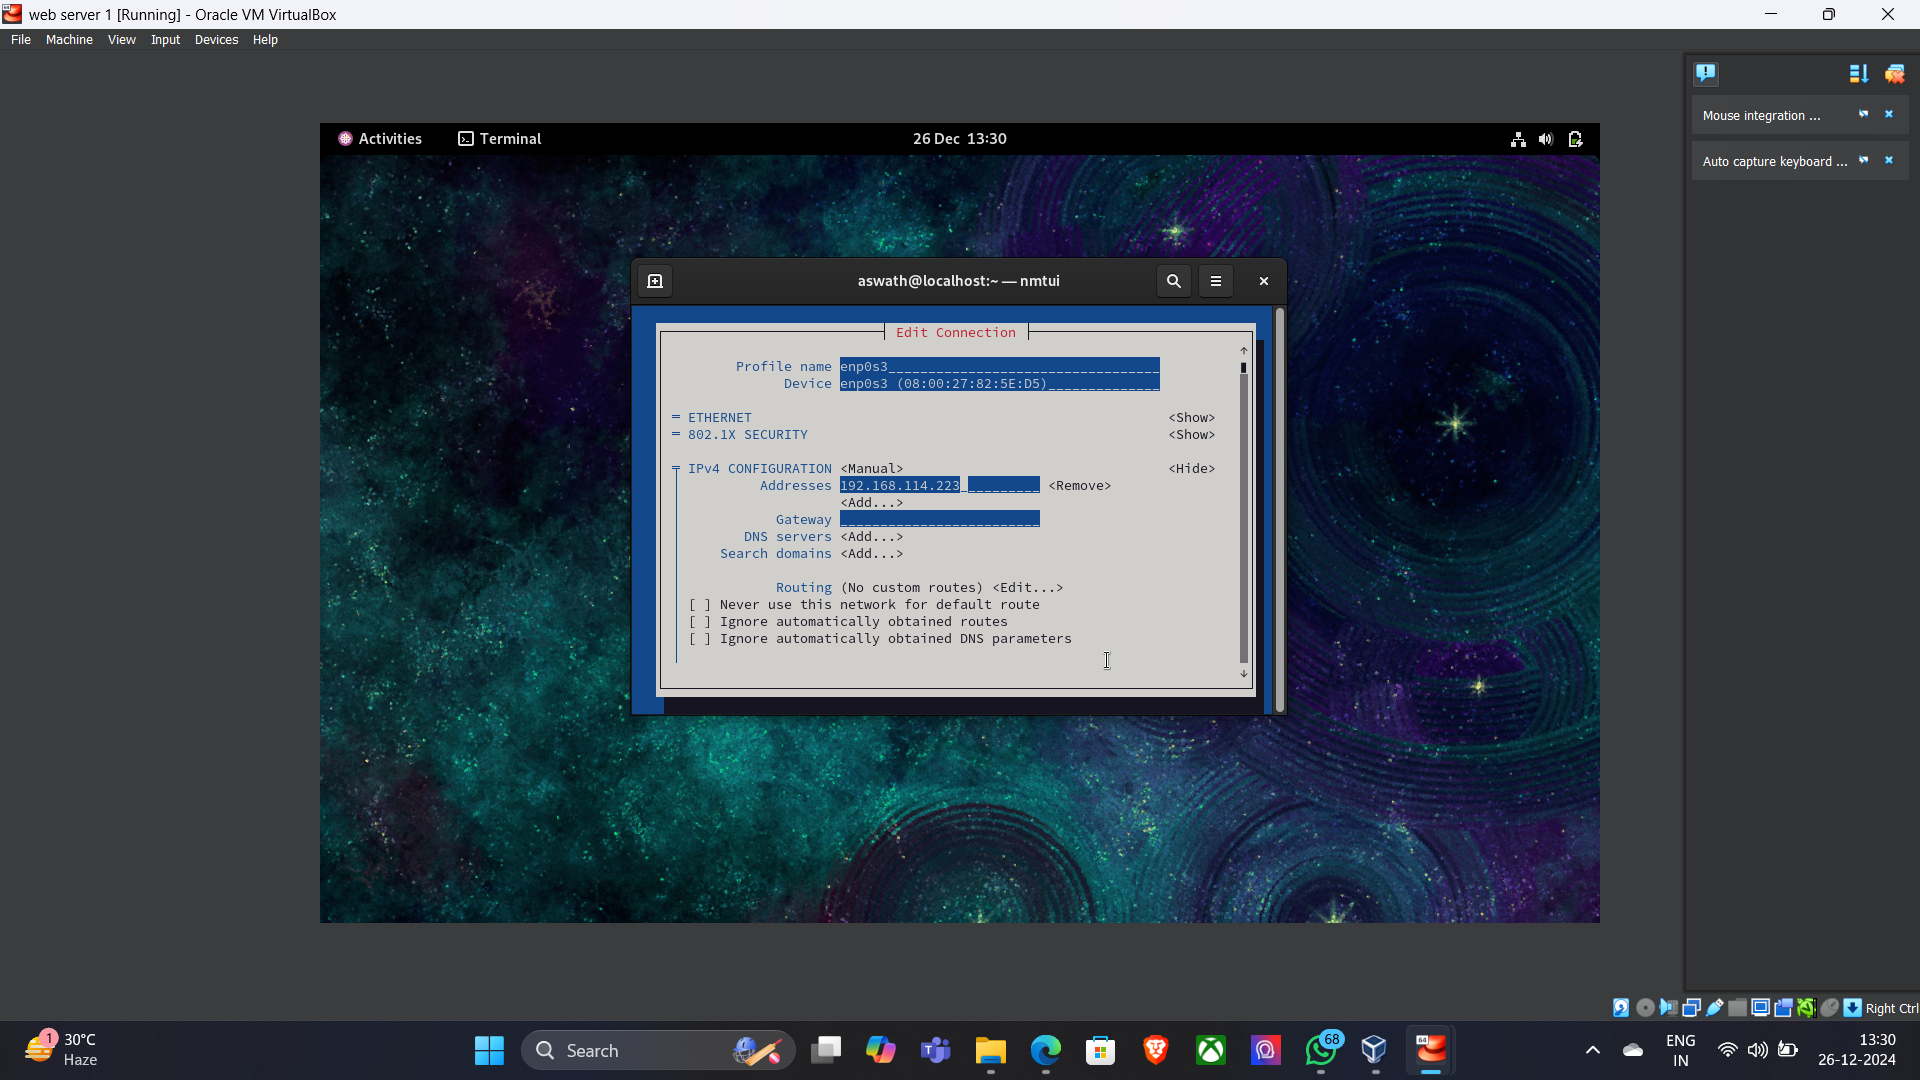 web server 1 [Running] - Oracle VM VirtualBox
File Machine View Input Devices Help
Mouse integration ...
Auto capture keyboard ...
Activities Terminal 26 Dec 13:30
aswath@localhost:~ — nmtui
Edit Connection
Profile name enp0s3
Device enp0s3 (08:00:27:82:5E:D5)
= ETHERNET <Show>
= 802.1X SECURITY <Show>
IPv4 CONFIGURATION <Manual> <Hide>
Addresses 192.168.114.223 <Remove>
<Add...>
Gateway
DNS servers <Add...>
Search domains <Add...>
Routing (No custom routes) <Edit...>
[ ] Never use this network for default route
[ ] Ignore automatically obtained routes
[ ] Ignore automatically obtained DNS parameters
Right Ctrl
1
30°C
Haze
Search
68
64
ENG
IN
13:30
26-12-2024